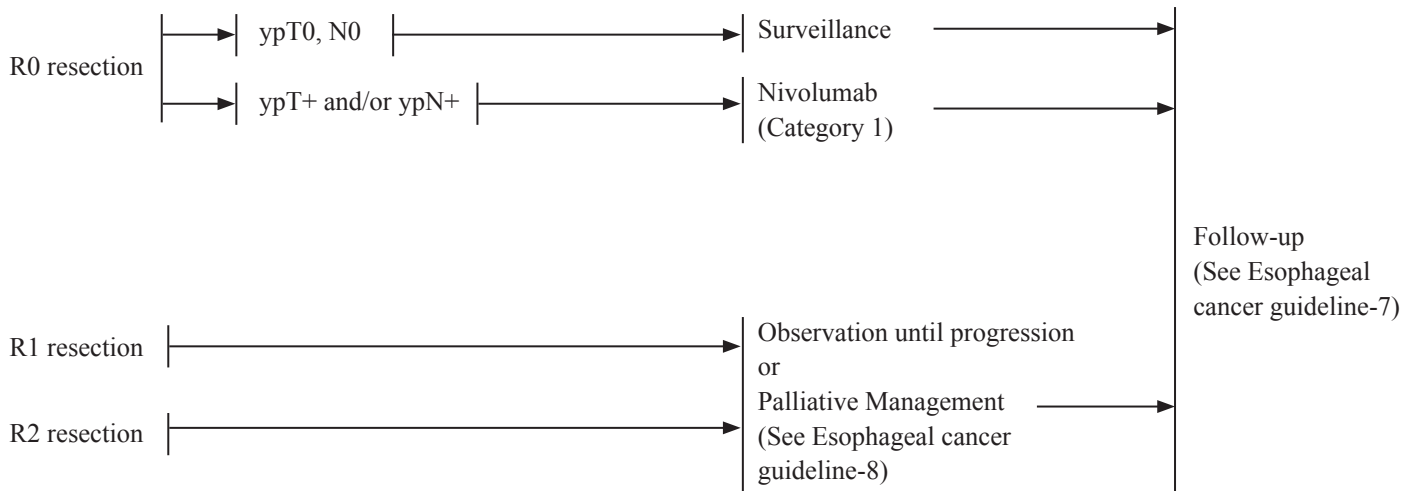 R0 resection
ypT0, N0
Surveillance
ypT+ and/or ypN+
Nivolumab
(Category 1)
R1 resection
R2 resection
Observation until progression
or
Palliative Management
(See Esophageal cancer
guideline-8)
Follow-up
(See Esophageal
cancer guideline-7)